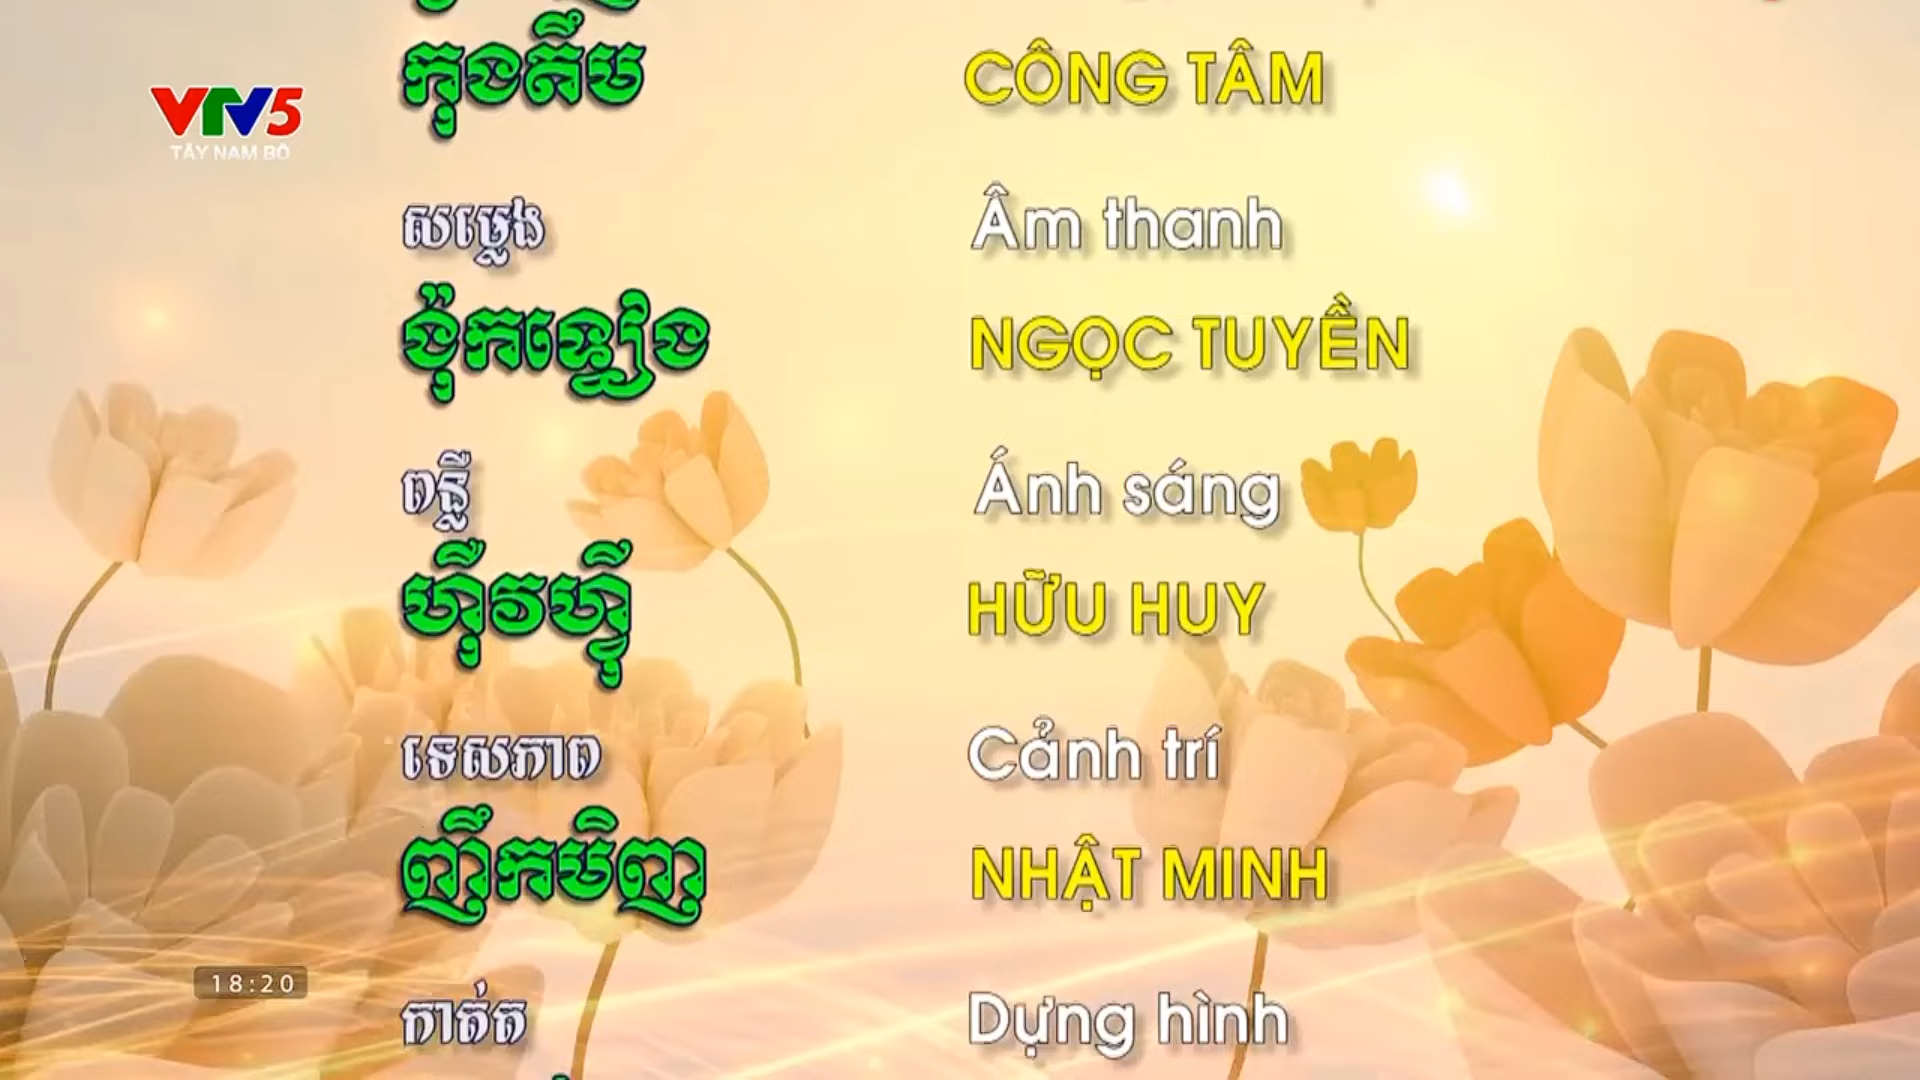 កុងតឹម CÔNG TÂM
VTV5
TÂY NAM BỘ
សម្លេង Âm thanh
ង៉ុកទ្វៀង NGỌC TUYỀN
ពន្លឺ Ánh sáng
ហ៊ឺវហ្វ៊ី HỮU HUY
ទេសភាព Cảnh trí
ញឹកមិញ NHẬT MINH
18:20
កាត់ត Dựng hình